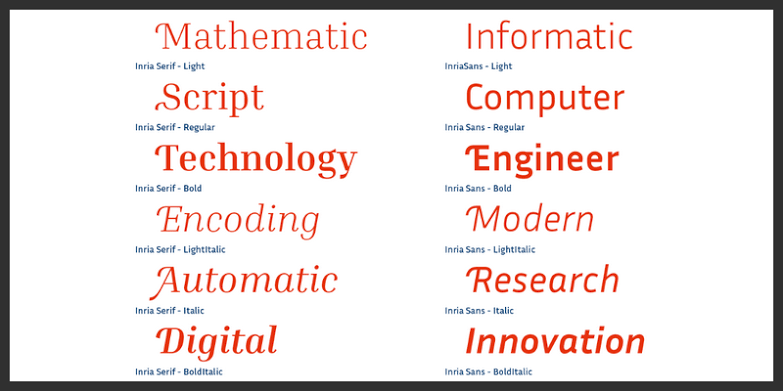 Mathematic
Inria Serif - Light
Script
Inria Serif - Regular
Technology
Inria Serif - Bold
Encoding
Inria Serif - LightItalic
Automatic
Inria Serif - Italic
Digital
Inria Serif - BoldItalic
Informatic
InriaSans - Light
Computer
Inria Sans - Regular
Engineer
Inria Sans - Bold
Modern
Inria Sans - LightItalic
Research
Inria Sans - Italic
Innovation
Inria Sans - BoldItalic